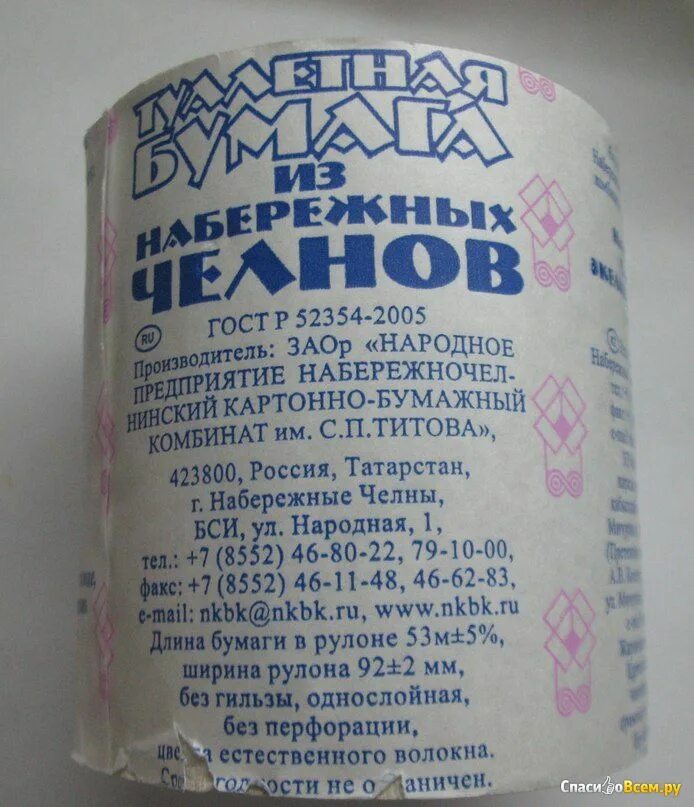 ТУАЛЕТНАЯ
БУМАГА
ИЗ
НАБЕРЕЖНЫХ
ЧЕЛНОВ
ГОСТ Р 52354-2005
RU
Производитель: ЗАОр «НАРОДНОЕ
ПРЕДПРИЯТИЕ НАБЕРЕЖНОЧЕЛ-
НИНСКИЙ КАРТОННО-БУМАЖНЫЙ
КОМБИНАТ им. С.П.ТИТОВА»,
423800, Россия, Татарстан,
г. Набережные Челны,
БСИ, ул. Народная, 1,
тел.: +7 (8552) 46-80-22, 79-10-00,
факс: +7 (8552) 46-11-48, 46-62-83,
e-mail: nkbk@nkbk.ru, www.nkbk.ru
Длина бумаги в рулоне 53м±5%,
ширина рулона 92±2 мм,
без гильзы, однослойная,
без перфорации,
естественного волокна.
не
СпасибоВсем.ру